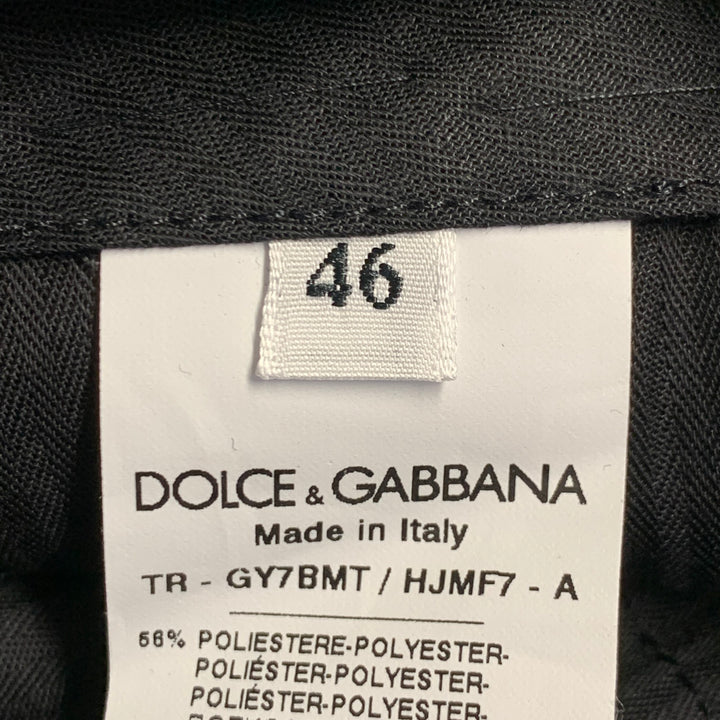 46
DOLCE & GABBANA
Made in Italy
TR - GY7BMT / HJMF7 - A
56% POLIESTERE-POLYESTER-
POLIÉSTER-POLYESTER-
POLIÉSTER-POLYESTER-